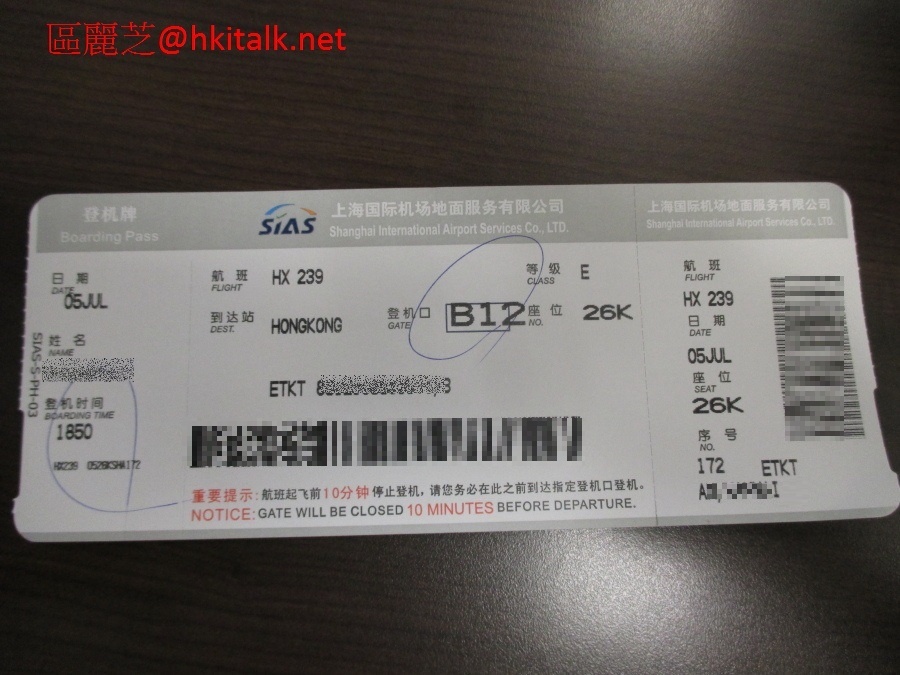 區麗芝@hkitalk.net
登机牌
Boarding Pass
SIAS
上海国际机场地面服务有限公司
Shanghai International Airport Services Co., LTD.
上海国际机场地面服务有限公司
Shanghai International Airport Services Co., LTD.
日 期
DATE
05JUL
姓 名
NAME
登机时间
BOARDING TIME
1850
SIAS-S-PH-03
航 班
FLIGHT
HX 239
等 级
CLASS
E
到达站
DEST.
HONGKONG
登机口
GATE
B12
座 位
NO.
26K
ETKT
重要提示: 航班起飞前10分钟 停止登机，请您务必在此之前到达指定登机口登机。
NOTICE: GATE WILL BE CLOSED 10 MINUTES BEFORE DEPARTURE.
航 班
FLIGHT
HX 239
日 期
DATE
05JUL
座 位
SEAT
26K
序 号
NO.
172 ETKT